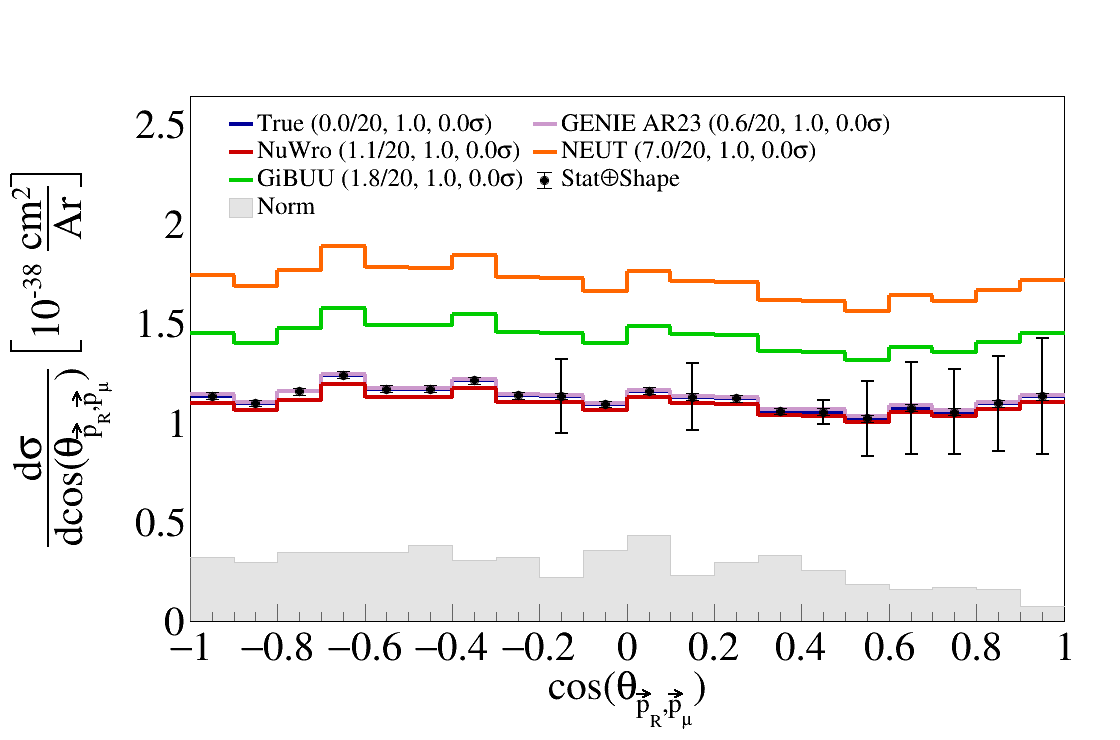 2.5
2
1.5
1
0.5
0
dσ
dcos(θ p⃗_R,p⃗_μ)
[10^-38 cm²/Ar]
True (0.0/20, 1.0, 0.0σ)
NuWro (1.1/20, 1.0, 0.0σ)
GiBUU (1.8/20, 1.0, 0.0σ)
Norm
GENIE AR23 (0.6/20, 1.0, 0.0σ)
NEUT (7.0/20, 1.0, 0.0σ)
Stat⊕Shape
−1 −0.8 −0.6 −0.4 −0.2 0 0.2 0.4 0.6 0.8 1
cos(θ p⃗_R,p⃗_μ)